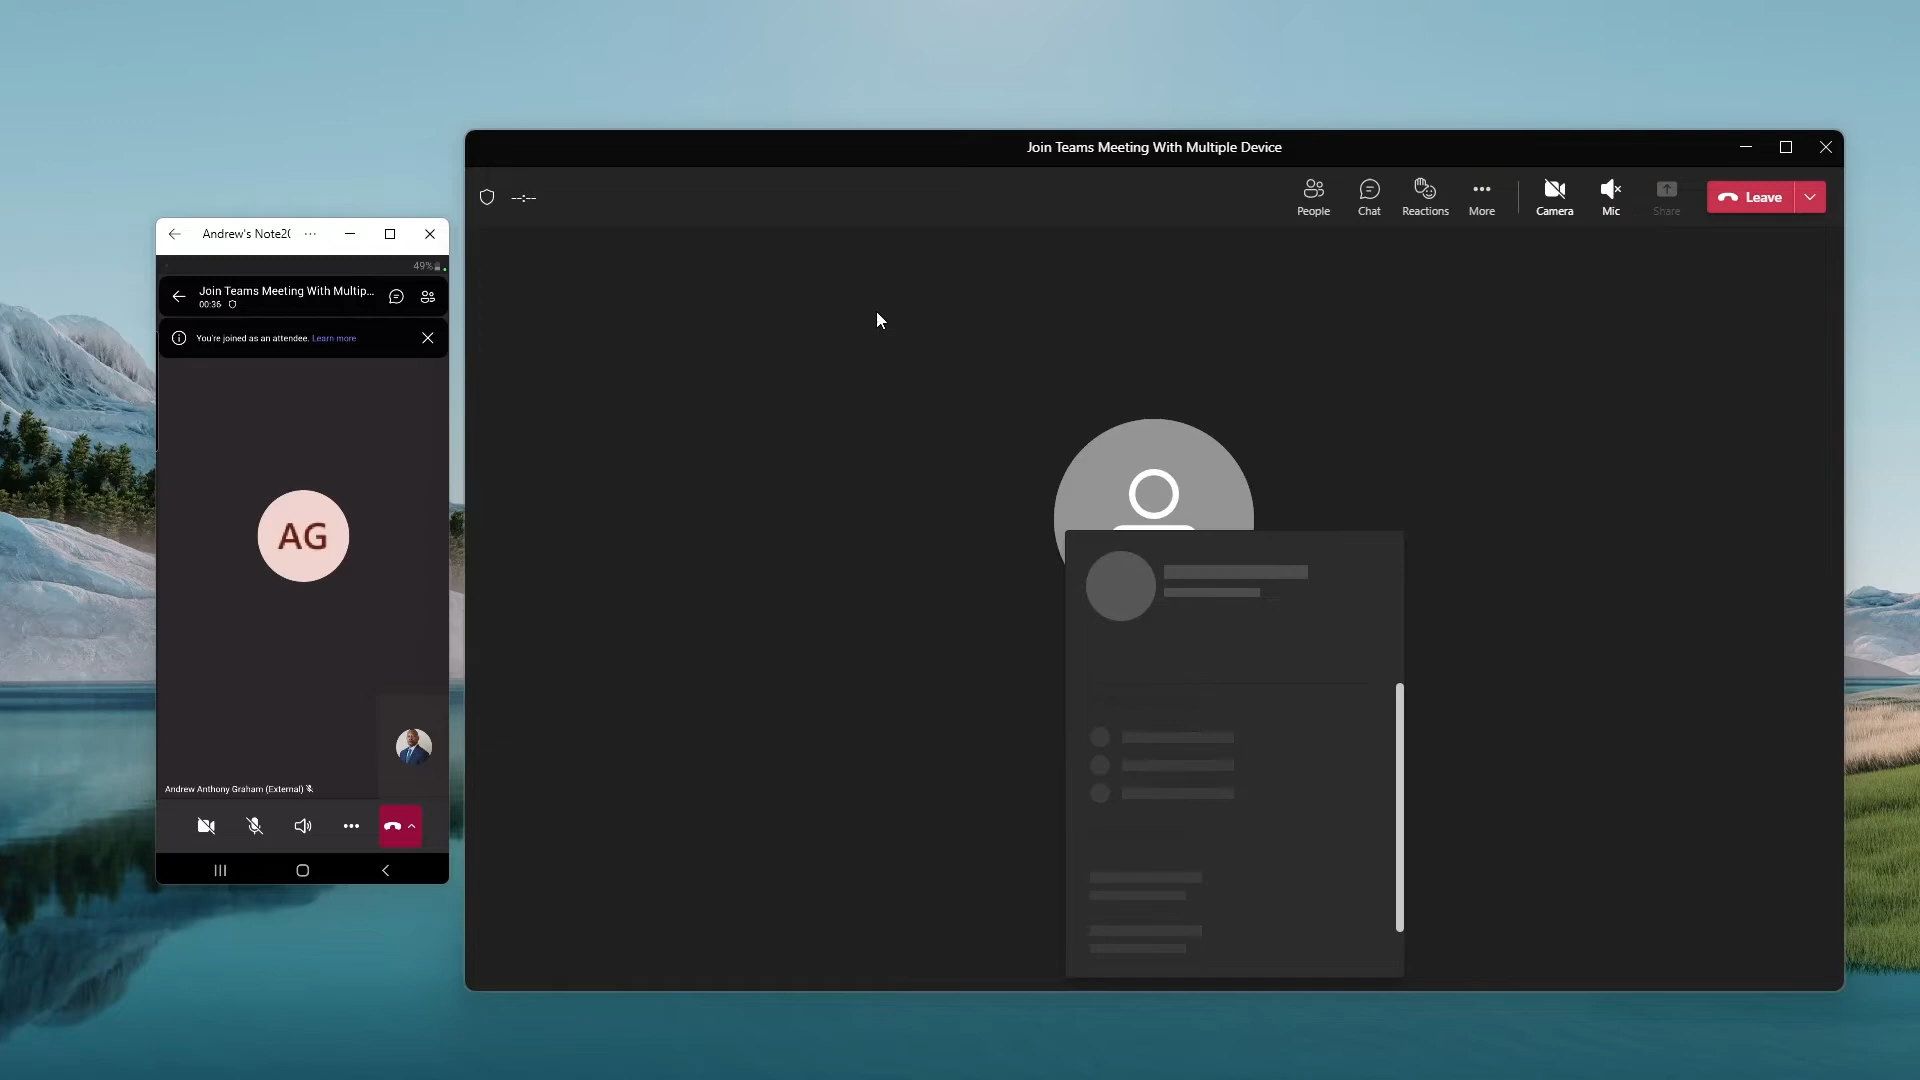 Join Teams Meeting With Multiple Device
--:--
People
Chat
Reactions
More
Camera
Mic
Share
Leave
Andrew's Note20
49%
Join Teams Meeting With Multip...
00:36
You're joined as an attendee. Learn more
AG
Andrew Anthony Graham (External)